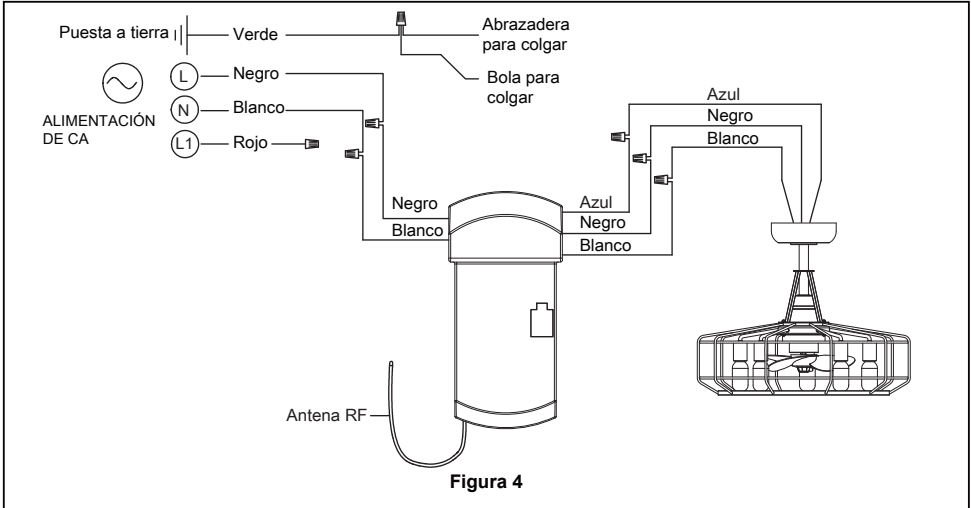 Puesta a tierra
Verde
Abrazadera
para colgar
Bola para
colgar
L
Negro
N
Blanco
L1
Rojo
ALIMENTACIÓN
DE CA
Azul
Negro
Blanco
Negro
Blanco
Azul
Negro
Blanco
Antena RF
Figura 4